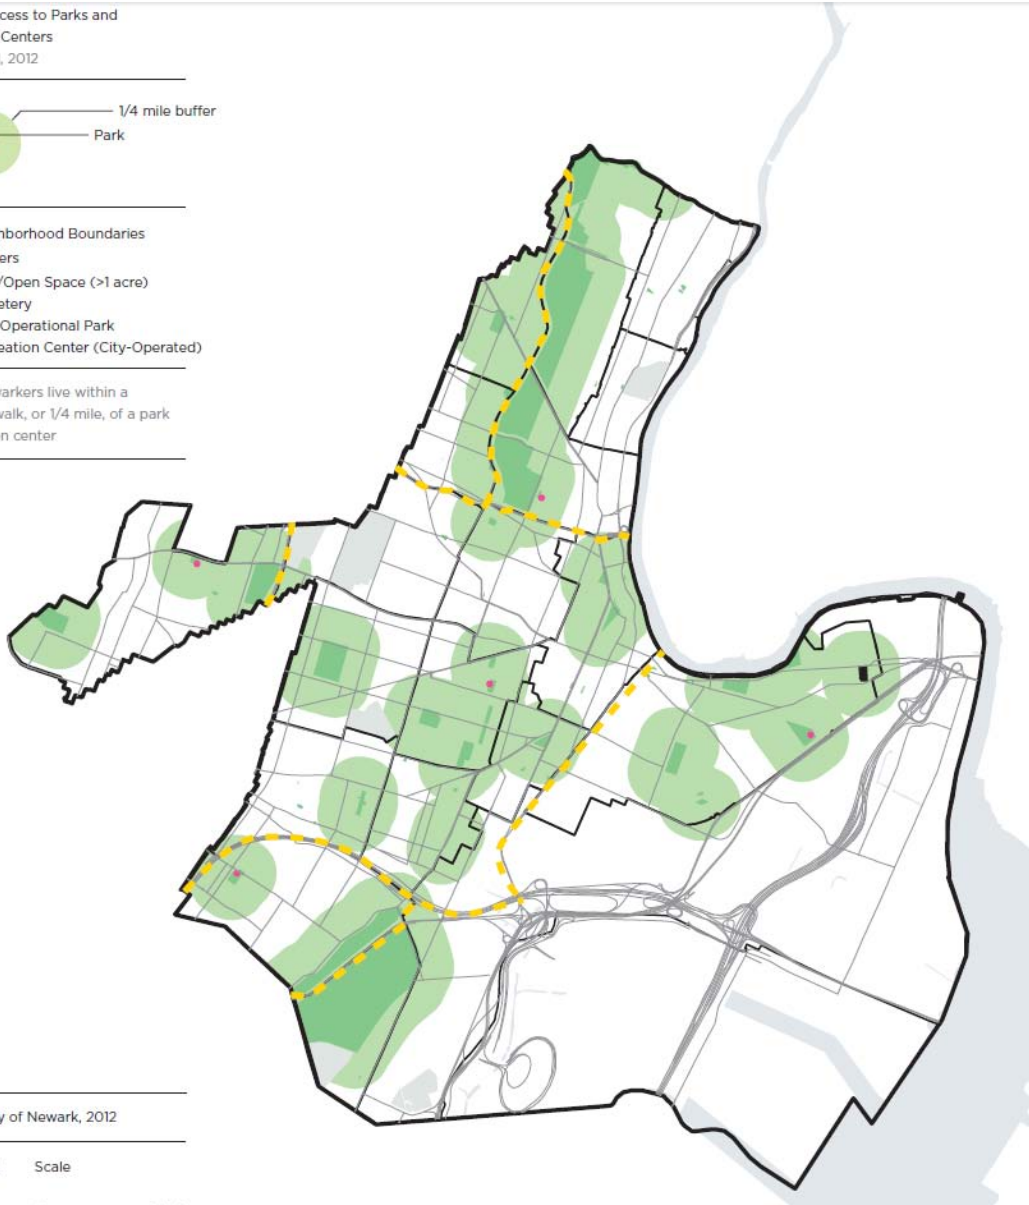 cess to Parks and
Centers
, 2012
1/4 mile buffer
Park
hborhood Boundaries
ers
/Open Space (>1 acre)
etery
Operational Park
eation Center (City-Operated)
arkers live within a
walk, or 1/4 mile, of a park
n center
y of Newark, 2012
Scale